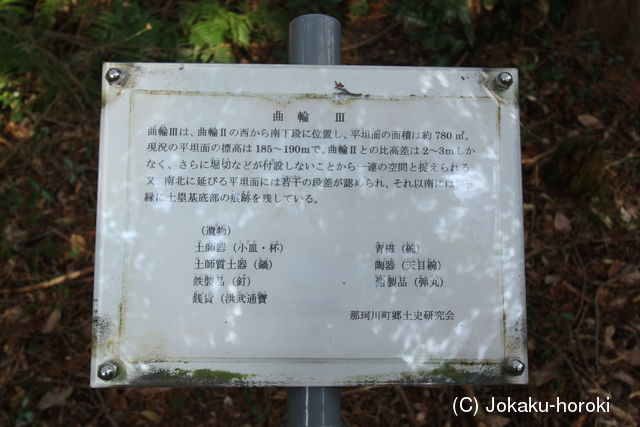 曲輪 Ⅲ
曲輪Ⅲは、曲輪Ⅱの西から南下段に位置し、平坦面の面積は約780㎡。
現況の平坦面の標高は185～190mで、曲輪Ⅱとの比高差は2～3mしか
なく、さらに堀切などが付設しないことから一連の空間と捉えられる
又、南北に延びる平坦面には若干の段差が認められ、それ以南には
縁に土塁基底部の痕跡を残している。
（遺物）
土師器（小皿・杯） 青磁（碗）
土師質土器（鍋） 陶器（天目碗）
鉄製品（釘） 製品（弾丸）
銭貨（洪武通寶
那珂川町郷土史研究会
(C) Jokaku-horoki